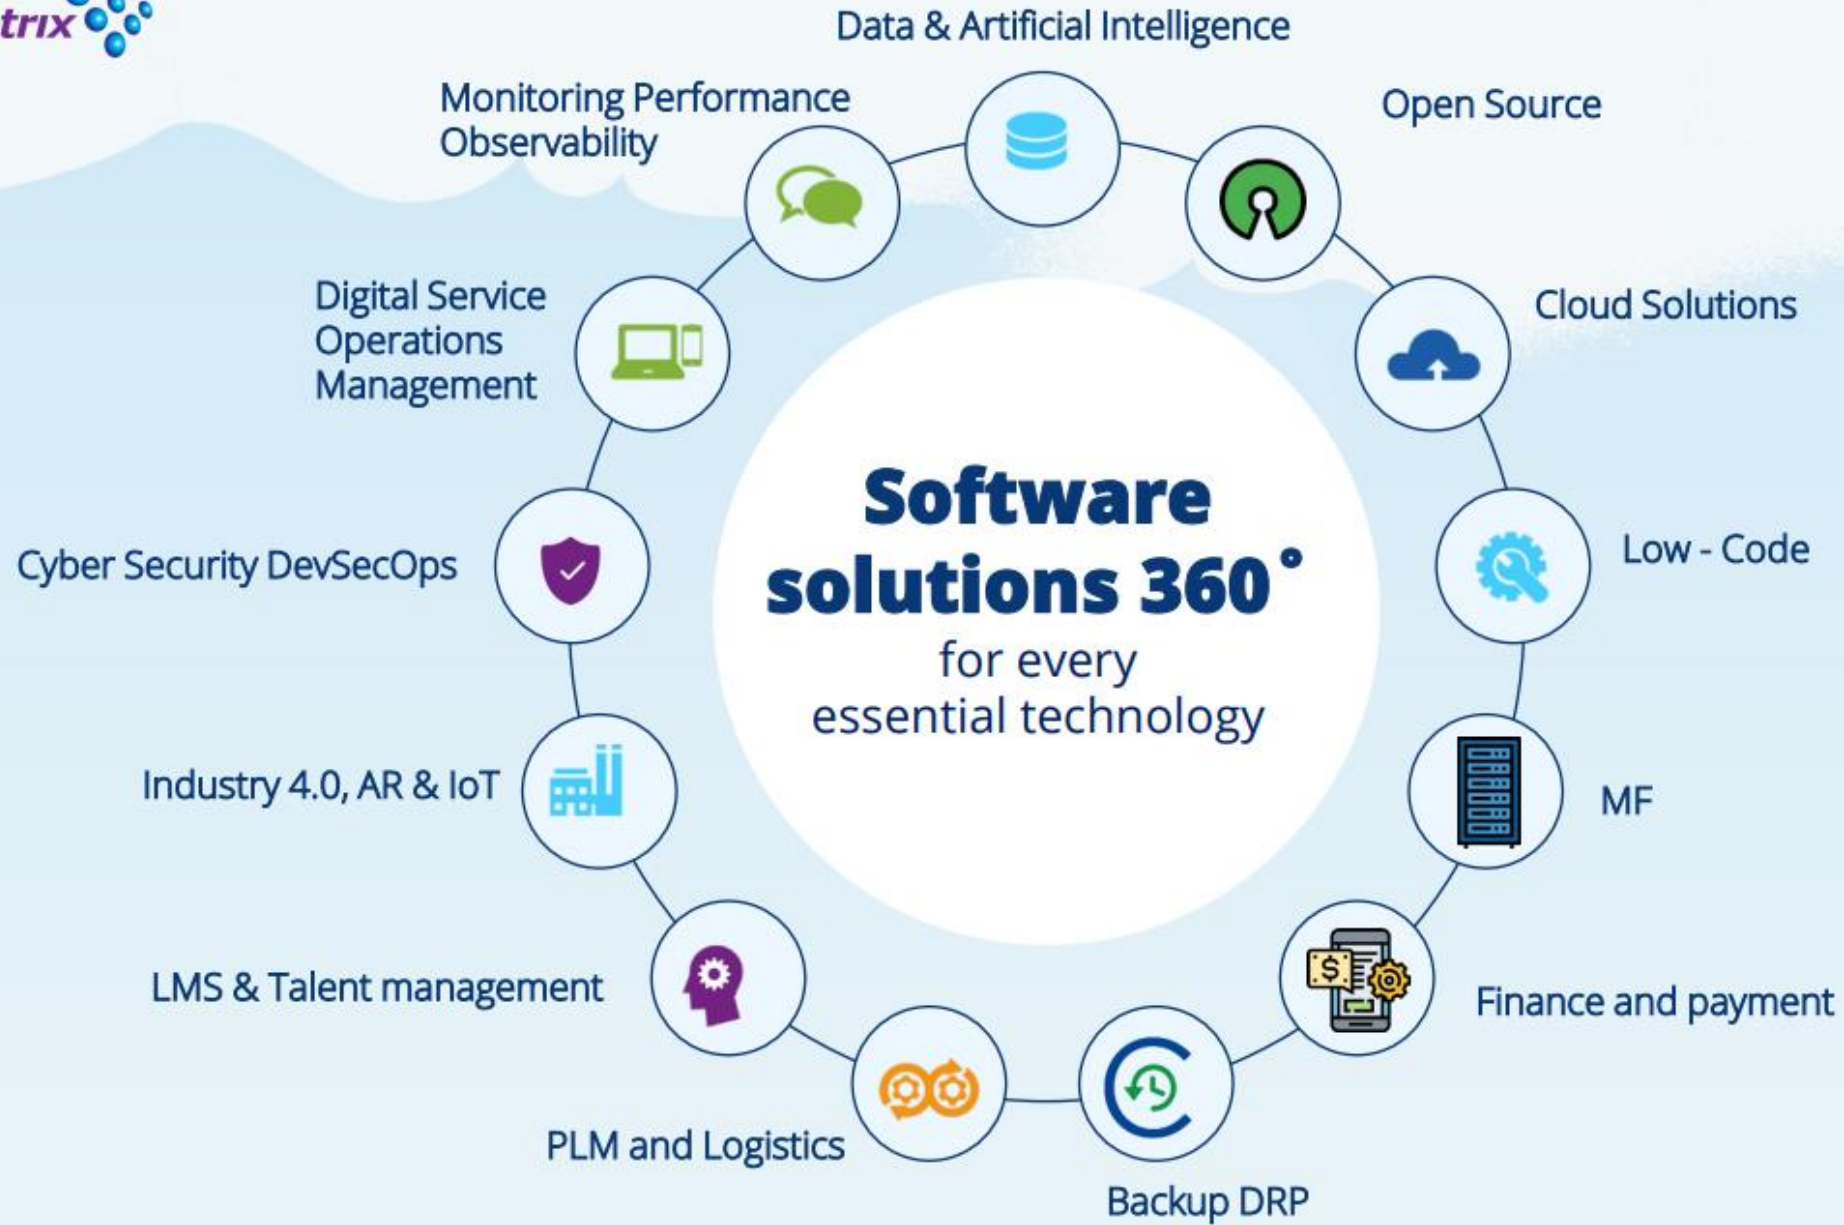 trix
Data & Artificial Intelligence
Monitoring Performance
Observability
Open Source
Digital Service
Operations
Management
Cloud Solutions
Software
solutions 360°
for every
essential technology
Cyber Security DevSecOps
Low - Code
Industry 4.0, AR & IoT
MF
LMS & Talent management
Finance and payment
$
PLM and Logistics
Backup DRP